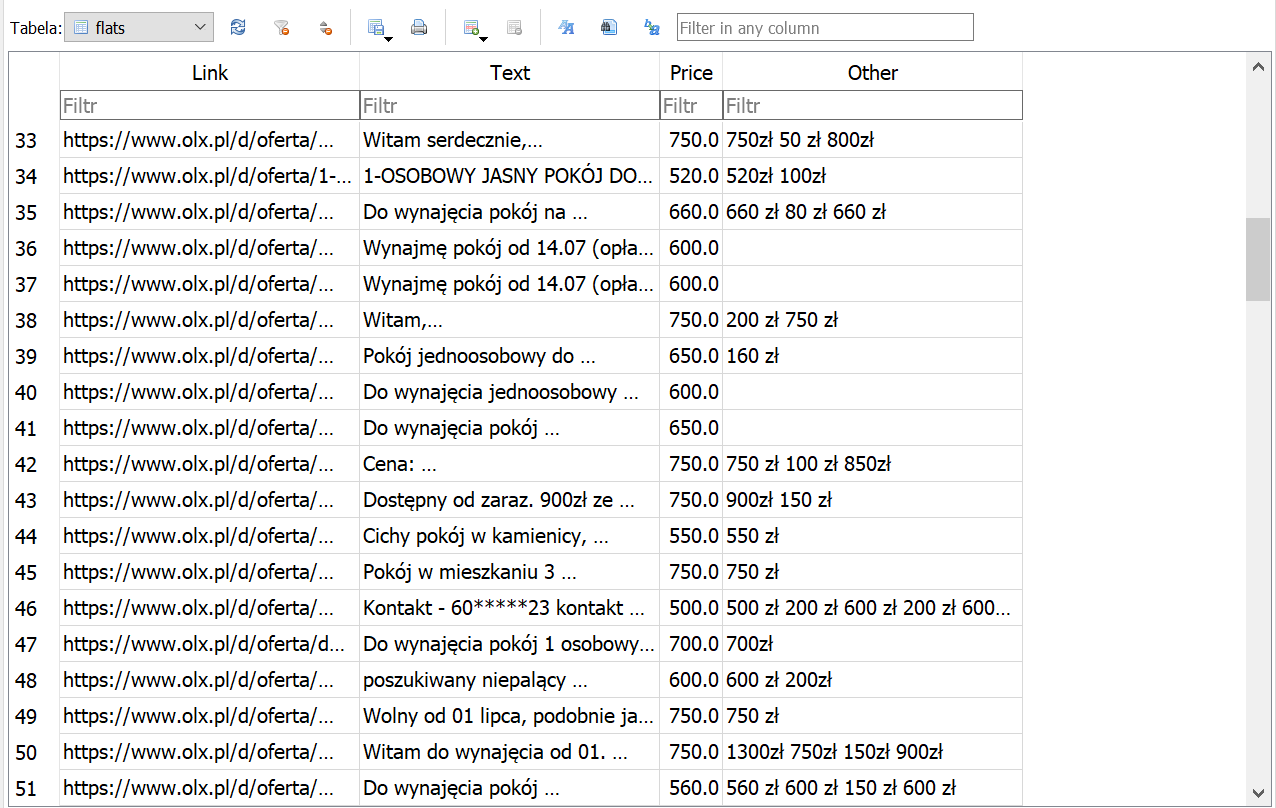 Tabela: flats Filter in any column
Link Text Price Other
Filtr Filtr Filtr Filtr
33 https://www.olx.pl/d/oferta/... Witam serdecznie,... 750.0 750zł 50 zł 800zł
34 https://www.olx.pl/d/oferta/1-... 1-OSOBOWY JASNY POKÓJ DO... 520.0 520zł 100zł
35 https://www.olx.pl/d/oferta/... Do wynajęcia pokój na ... 660.0 660 zł 80 zł 660 zł
36 https://www.olx.pl/d/oferta/... Wynajmę pokój od 14.07 (opła... 600.0
37 https://www.olx.pl/d/oferta/... Wynajmę pokój od 14.07 (opła... 600.0
38 https://www.olx.pl/d/oferta/... Witam,... 750.0 200 zł 750 zł
39 https://www.olx.pl/d/oferta/... Pokój jednoosobowy do ... 650.0 160 zł
40 https://www.olx.pl/d/oferta/... Do wynajęcia jednoosobowy ... 600.0
41 https://www.olx.pl/d/oferta/... Do wynajęcia pokój ... 650.0
42 https://www.olx.pl/d/oferta/... Cena: ... 750.0 750 zł 100 zł 850zł
43 https://www.olx.pl/d/oferta/... Dostępny od zaraz. 900zł ze ... 750.0 900zł 150 zł
44 https://www.olx.pl/d/oferta/... Cichy pokój w kamienicy, ... 550.0 550 zł
45 https://www.olx.pl/d/oferta/... Pokój w mieszkaniu 3 ... 750.0 750 zł
46 https://www.olx.pl/d/oferta/... Kontakt - 60*****23 kontakt ... 500.0 500 zł 200 zł 600 zł 200 zł 600...
47 https://www.olx.pl/d/oferta/d... Do wynajęcia pokój 1 osobowy... 700.0 700zł
48 https://www.olx.pl/d/oferta/... poszukiwany niepalący ... 600.0 600 zł 200zł
49 https://www.olx.pl/d/oferta/... Wolny od 01 lipca, podobnie ja... 750.0 750 zł
50 https://www.olx.pl/d/oferta/... Witam do wynajęcia od 01. ... 750.0 1300zł 750zł 150zł 900zł
51 https://www.olx.pl/d/oferta/... Do wynajęcia pokój ... 560.0 560 zł 600 zł 150 zł 600 zł